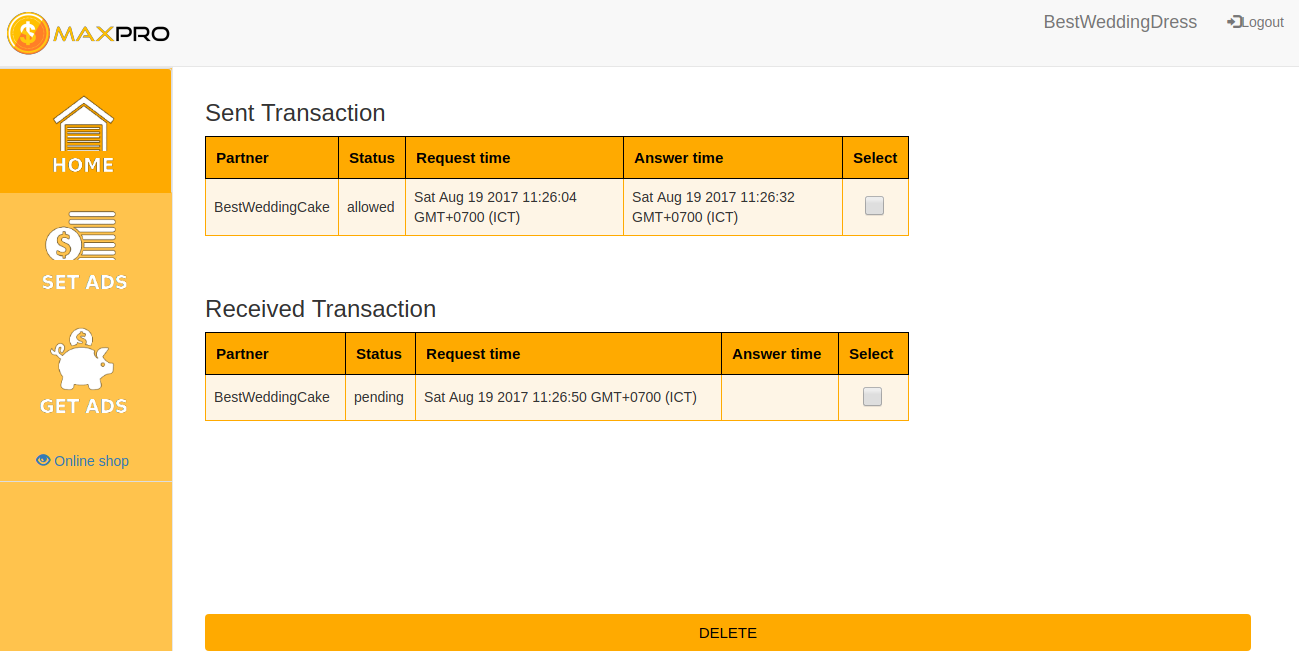 MAXPRO
BestWeddingDress
Logout
HOME
SET ADS
GET ADS
Online shop
Sent Transaction
Partner Status Request time Answer time Select
BestWeddingCake allowed Sat Aug 19 2017 11:26:04 GMT+0700 (ICT) Sat Aug 19 2017 11:26:32 GMT+0700 (ICT)
Received Transaction
Partner Status Request time Answer time Select
BestWeddingCake pending Sat Aug 19 2017 11:26:50 GMT+0700 (ICT)
DELETE